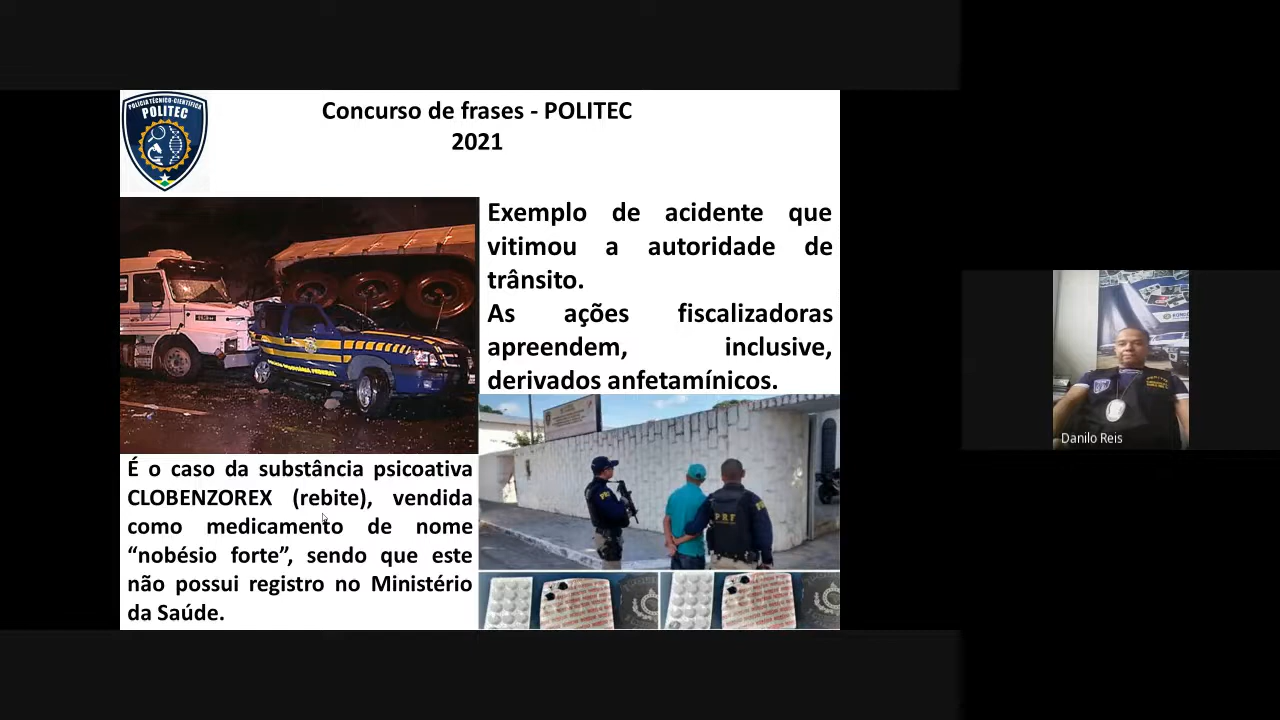 POLÍCIA TÉCNICO-CIENTÍFICA
POLITEC
Concurso de frases - POLITEC
2021
Exemplo de acidente que
vitimou a autoridade de
trânsito.
As ações fiscalizadoras
apreendem, inclusive,
derivados anfetamínicos.
É o caso da substância psicoativa
CLOBENZOREX (rebite), vendida
como medicamento de nome
“nobésio forte”, sendo que este
não possui registro no Ministério
da Saúde.
PRF
PRF
Danilo Reis